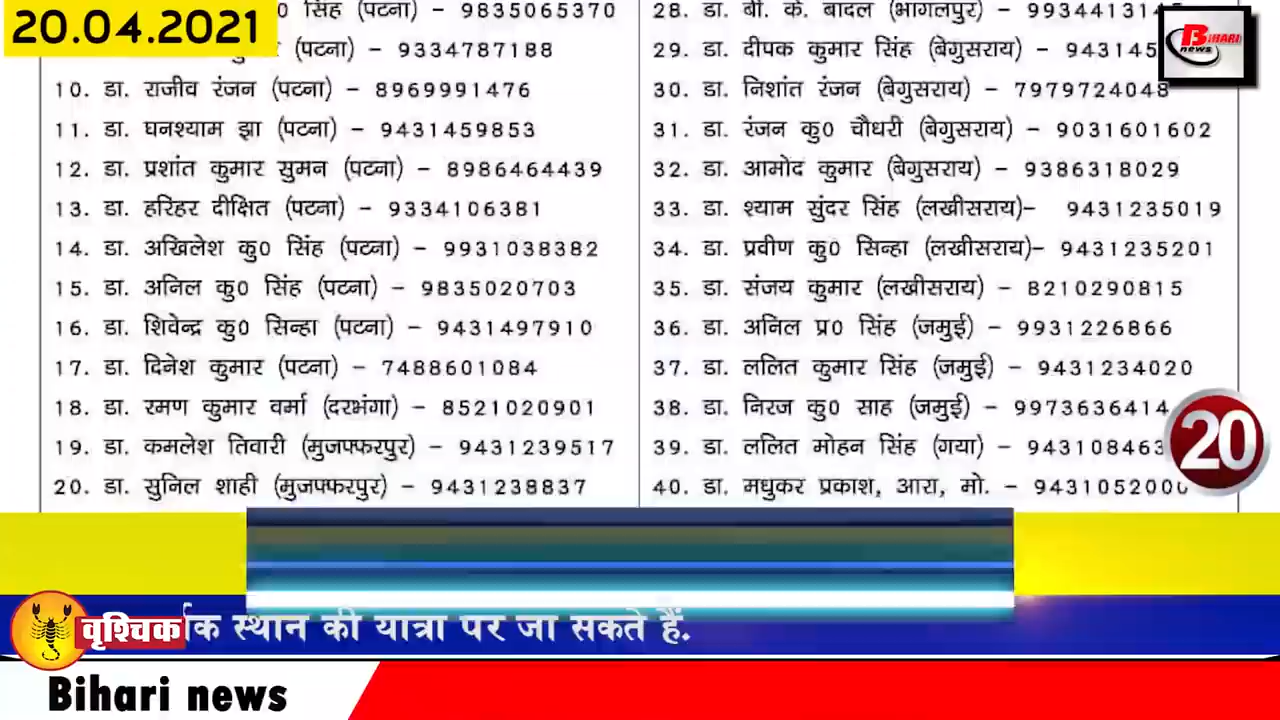 20.04.2021
0 सिंह (पटना) – 9835065370
(पटना) – 9334787188
10. डा. राजीव रंजन (पटना) – 8969991476
11. डा. घनश्याम झा (पटना) – 9431459853
12. डा. प्रशांत कुमार सुमन (पटना) – 8986464439
13. डा. हरिहर दीक्षित (पटना) – 9334106381
14. डा. अखिलेश कु0 सिंह (पटना) – 9931038382
15. डा. अनिल कु0 सिंह (पटना) – 9835020703
16. डा. शिवेन्द्र कु0 सिन्हा (पटना) – 9431497910
17. डा. दिनेश कुमार (पटना) – 7488601084
18. डा. रमण कुमार वर्मा (दरभंगा) – 8521020901
19. डा. कमलेश तिवारी (मुजफ्फरपुर) – 9431239517
20. डा. सुनिल शाही (मुजफ्फरपुर) – 9431238837
28. डा. बी. के. बादल (भागलपुर) –
29. डा. दीपक कुमार सिंह (बेगुसराय) –
30. डा. निशांत रंजन (बेगुसराय) – 7979724048
31. डा. रंजन कु0 चौधरी (बेगुसराय) – 9031601602
32. डा. आमोद कुमार (बेगुसराय) – 9386318029
33. डा. श्याम सुंदर सिंह (लखीसराय)– 9431235019
34. डा. प्रवीण कु0 सिन्हा (लखीसराय)– 9431235201
35. डा. संजय कुमार (लखीसराय) – 8210290815
36. डा. अनिल प्र0 सिंह (जमुई) – 9931226866
37. डा. ललित कुमार सिंह (जमुई) – 9431234020
38. डा. निरज कु0 साह (जमुई) – 9973636414
39. डा. ललित मोहन सिंह (गया) –
40. डा. मधुकर प्रकाश, आरा, मो. – 9431052000
BIHARI
news
20
वृश्चिक
स्थान की यात्रा पर जा सकते हैं.
Bihari news